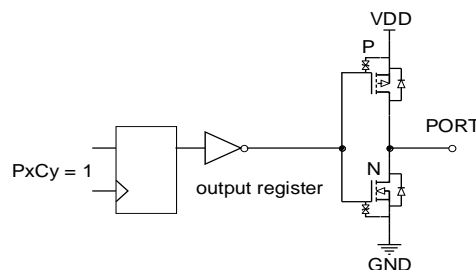 VDD
P
PORT
N
PxCy = 1
output register
GND